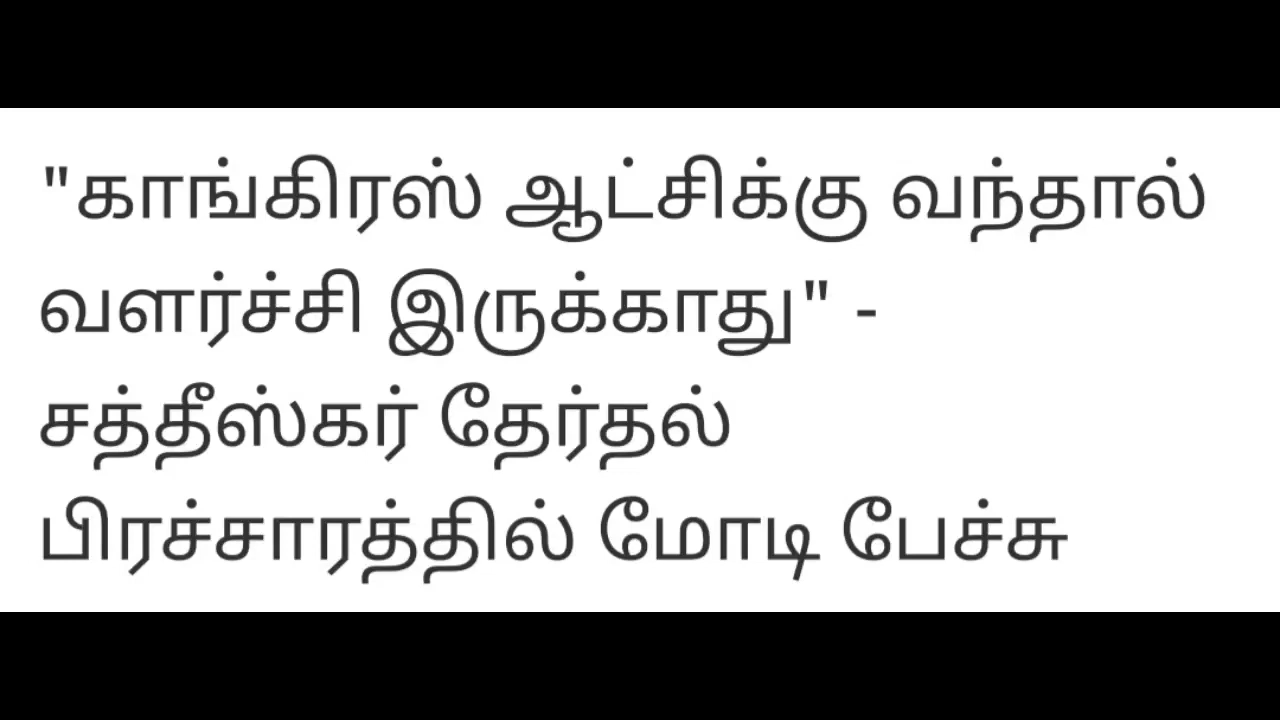 "காங்கிரஸ் ஆட்சிக்கு வந்தால்
வளர்ச்சி இருக்காது" -
சத்தீஸ்கர் தேர்தல்
பிரச்சாரத்தில் மோடி பேச்சு